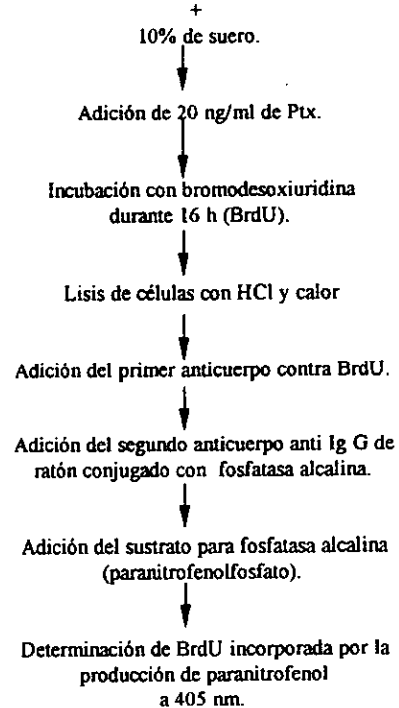 +
10% de suero.
Adición de 20 ng/ml de Ptx.
Incubación con bromodesoxiuridina
durante 16 h (BrdU).
Lisis de células con HCl y calor
Adición del primer anticuerpo contra BrdU.
Adición del segundo anticuerpo anti Ig G de
ratón conjugado con fosfatasa alcalina.
Adición del sustrato para fosfatasa alcalina
(paranitrofenolfosfato).
Determinación de BrdU incorporada por la
producción de paranitrofenol
a 405 nm.